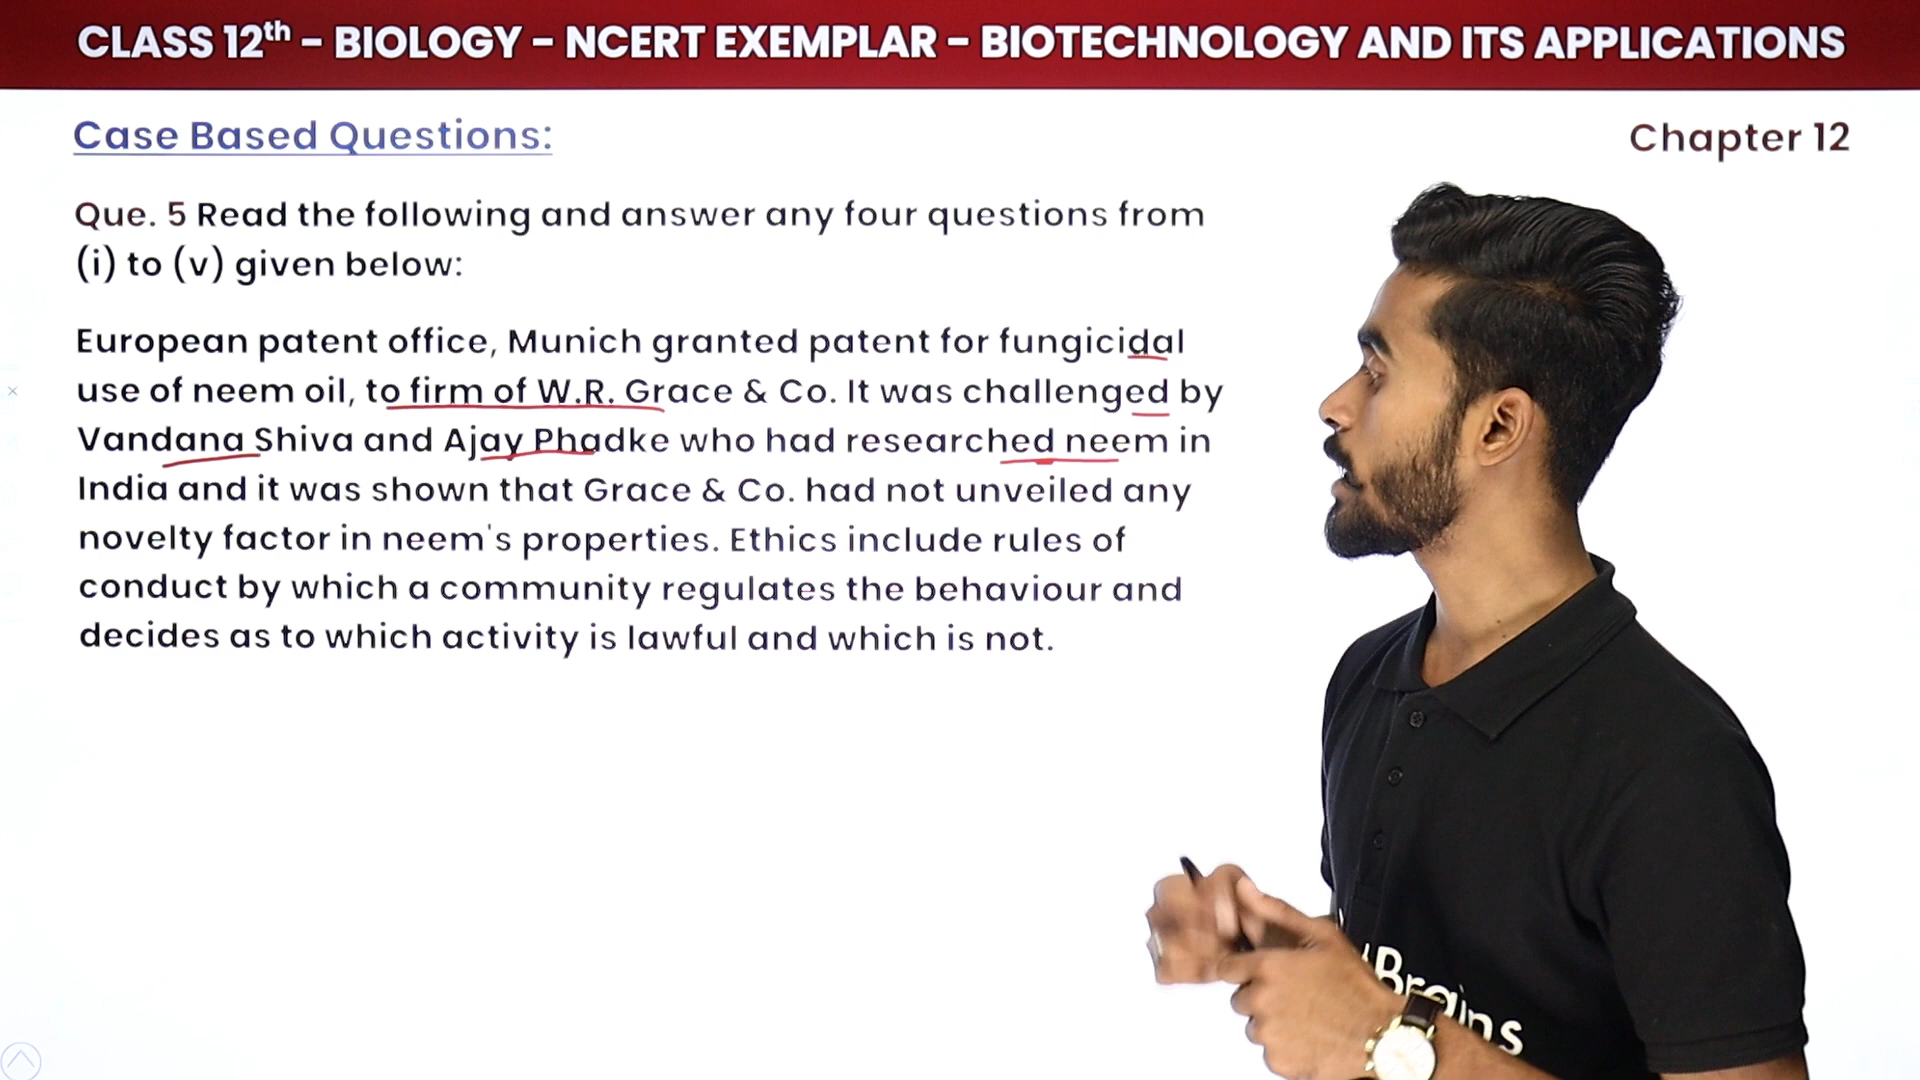 CLASS 12th - BIOLOGY - NCERT EXEMPLAR - BIOTECHNOLOGY AND ITS APPLICATIONS
Case Based Questions:
Chapter 12
Que. 5 Read the following and answer any four questions from
(i) to (v) given below:
European patent office, Munich granted patent for fungicidal
use of neem oil, to firm of W.R. Grace & Co. It was challenged by
Vandana Shiva and Ajay Phadke who had researched neem in
India and it was shown that Grace & Co. had not unveiled any
novelty factor in neem's properties. Ethics include rules of
conduct by which a community regulates the behaviour and
decides as to which activity is lawful and which is not.
Brains